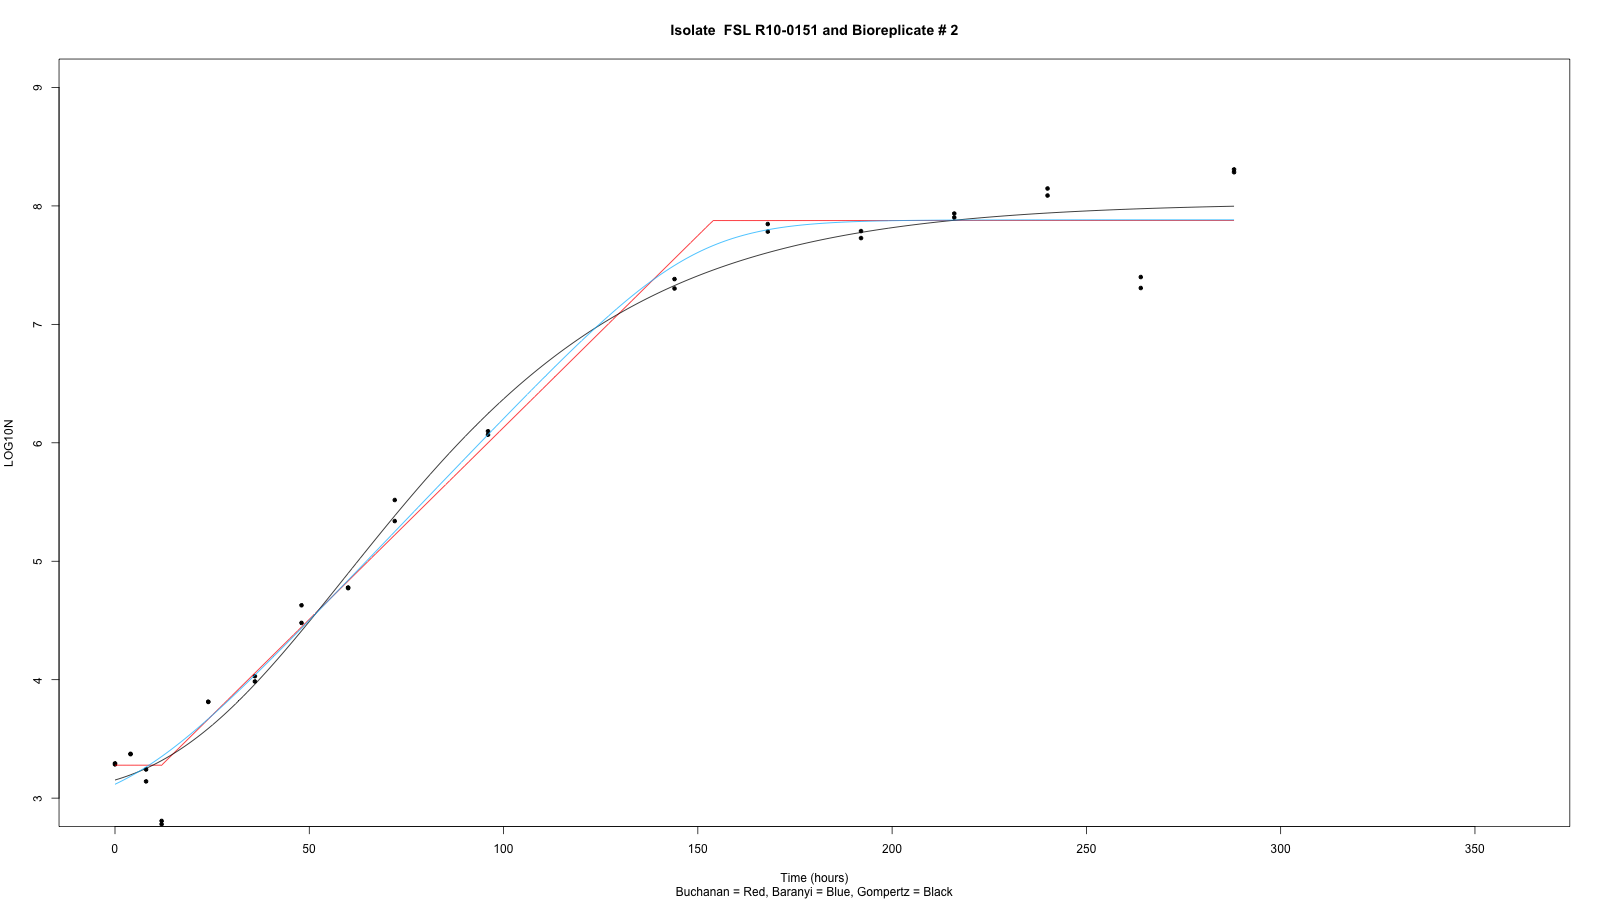 Isolate  FSL R10-0151 and Bioreplicate # 2
9
8
7
6
5
4
3
LOG10N
0 50 100 150 200 250 300 350
Time (hours)
Buchanan = Red, Baranyi = Blue, Gompertz = Black